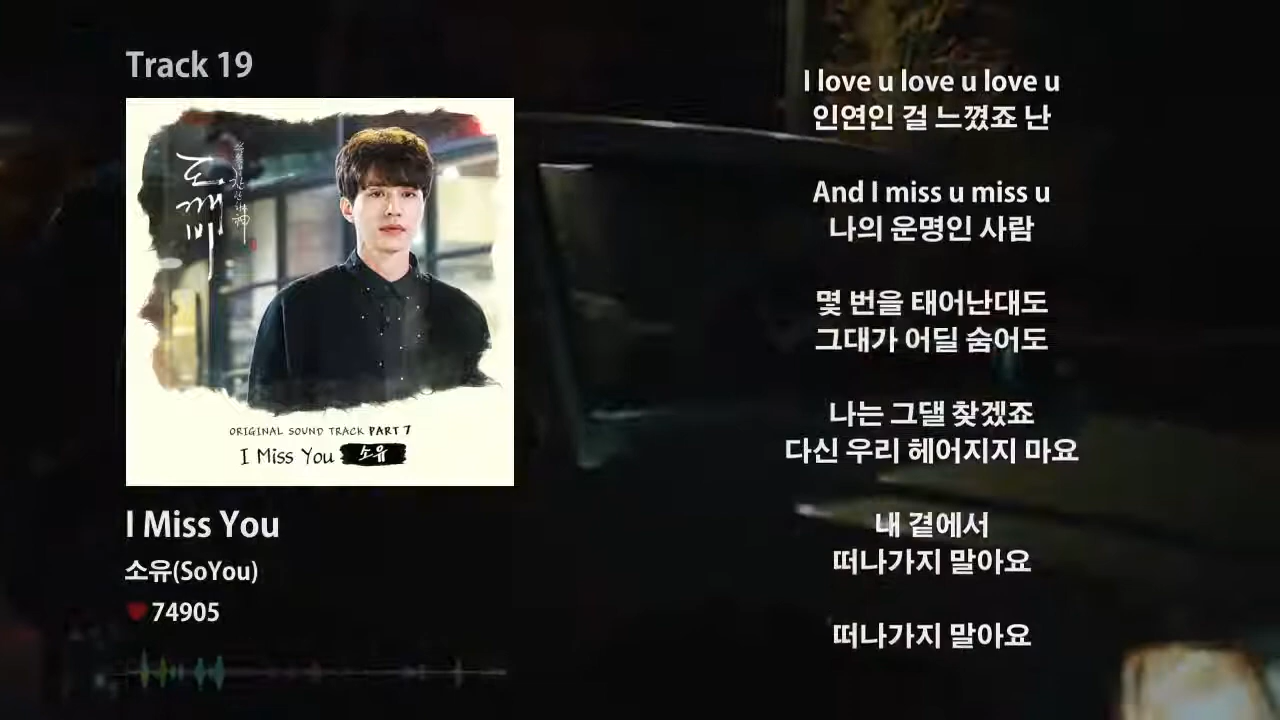 Track 19
도깨비
ORIGINAL SOUND TRACK PART 7
I Miss You 소유
I Miss You
소유(SoYou)
74905
I love u love u love u
인연인 걸 느꼈죠 난
And I miss u miss u
나의 운명인 사람
몇 번을 태어난대도
그대가 어딜 숨어도
나는 그댈 찾겠죠
다신 우리 헤어지지 마요
내 곁에서
떠나가지 말아요
떠나가지 말아요